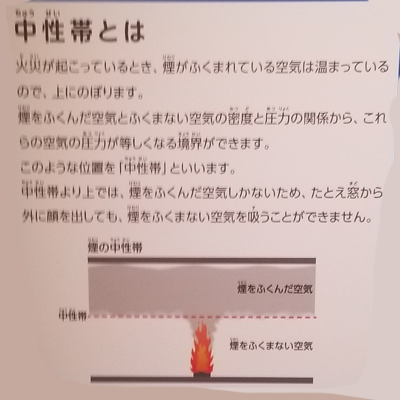 中性帯とは
火災が起こっているとき、煙がふくまれている空気は温まっている
ので、上にのぼります。
煙をふくんだ空気とふくまない空気の密度と圧力の関係から、これ
らの空気の圧力が等しくなる境界ができます。
このような位置を「中性帯」といいます。
中性帯より上では、煙をふくんだ空気しかないため、たとえ窓から
外に顔を出しても、煙をふくまない空気を吸うことができません。
煙の中性帯
煙をふくんだ空気
中性帯
煙をふくまない空気